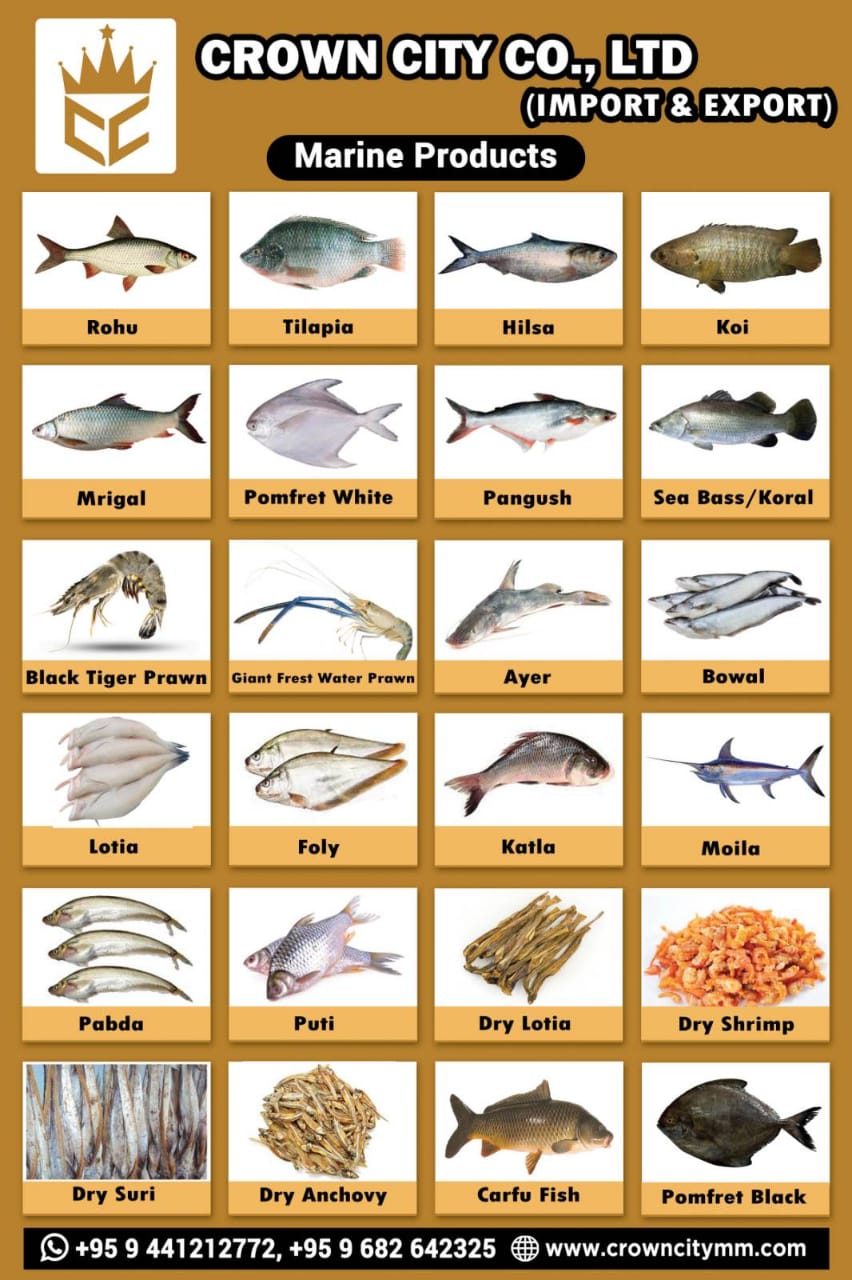 CROWN CITY CO., LTD
(IMPORT & EXPORT)
Marine Products
Rohu
Tilapia
Hilsa
Koi
Mrigal
Pomfret White
Pangush
Sea Bass/Koral
Black Tiger Prawn
Giant Frest Water Prawn
Ayer
Bowal
Lotia
Foly
Katla
Moila
Pabda
Puti
Dry Lotia
Dry Shrimp
Dry Suri
Dry Anchovy
Carfu Fish
Pomfret Black
+95 9 441212772, +95 9 682 642325 www.crowncitymm.com